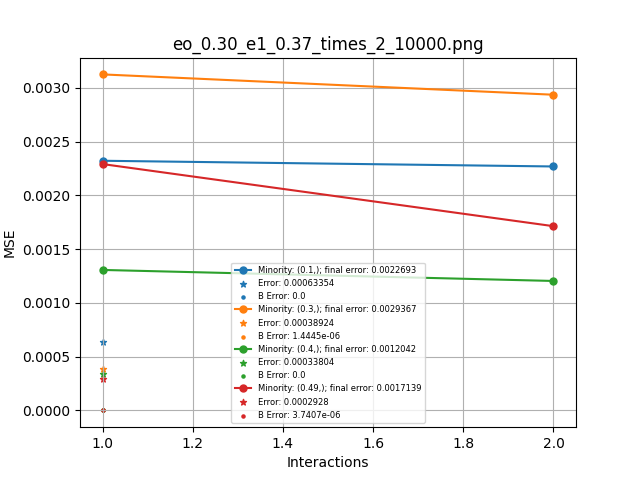 eo_0.30_e1_0.37_times_2_10000.png
MSE
0.0030
0.0025
0.0020
0.0015
0.0010
0.0005
0.0000
Minority: (0.1,); final error: 0.0022693
Error: 0.00063354
B Error: 0.0
Minority: (0.3,); final error: 0.0029367
Error: 0.00038924
B Error: 1.4445e-06
Minority: (0.4,); final error: 0.0012042
Error: 0.00033804
B Error: 0.0
Minority: (0.49,); final error: 0.0017139
Error: 0.0002928
B Error: 3.7407e-06
1.0 1.2 1.4 1.6 1.8 2.0
Interactions